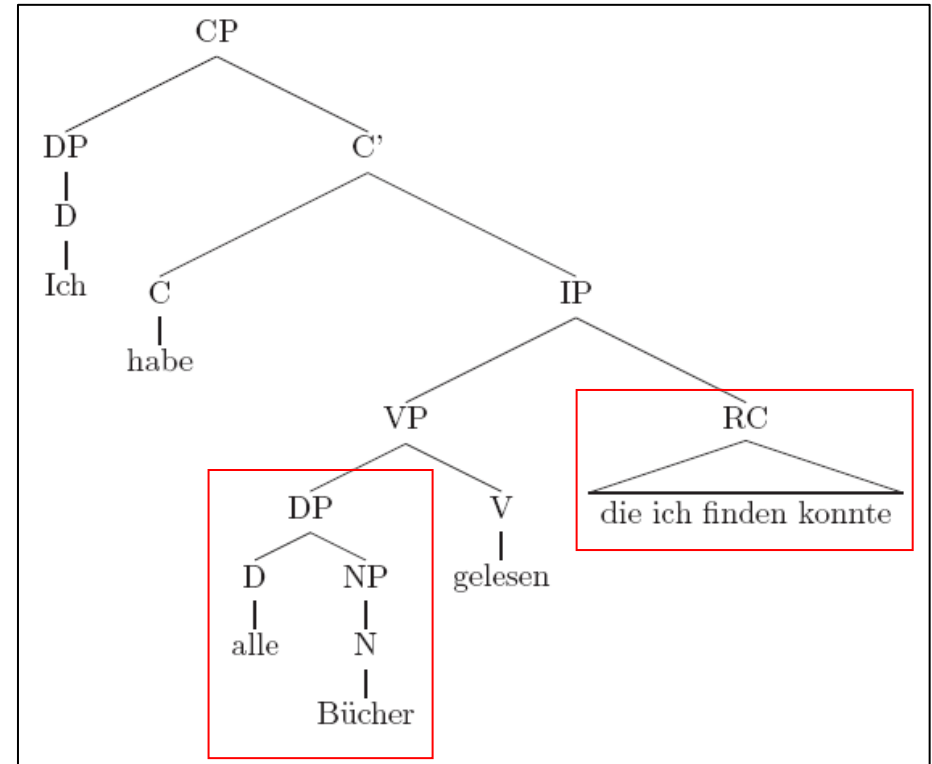 CP
DP C'
D
Ich C IP
habe
VP RC
DP V die ich finden konnte
D NP gelesen
alle N
Bücher